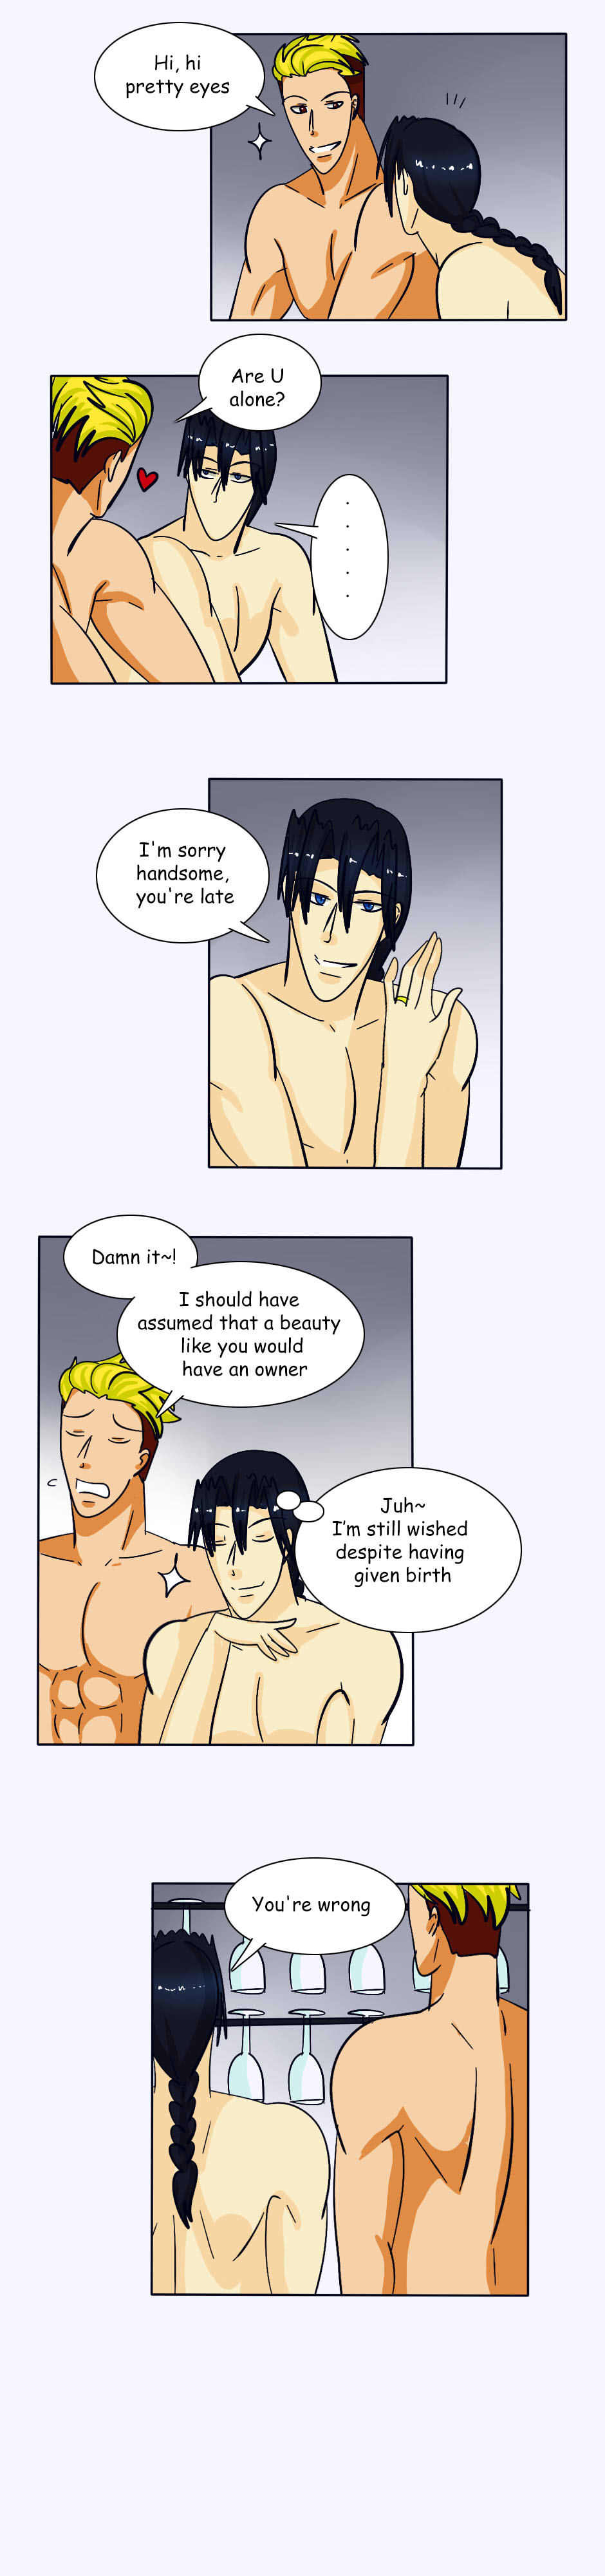 Hi, hi
pretty eyes
Are U
alone?
. . . . .
I'm sorry
handsome,
you're late
Damn it~!
I should have
assumed that a beauty
like you would
have an owner
Juh~
I'm still wished
despite having
given birth
You're wrong